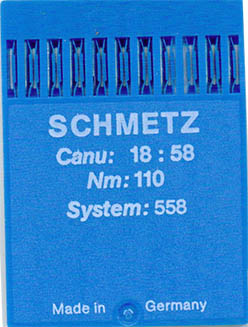 SCHMETZ
Canu: 18 : 58
Nm: 110
System: 558
Made in Germany